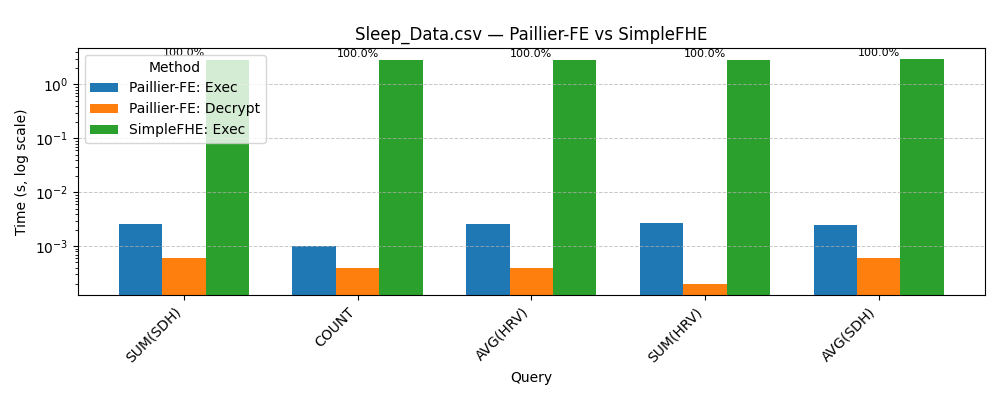 Sleep_Data.csv — Paillier-FE vs SimpleFHE
100.0%
100.0%
100.0%
100.0%
100.0%
Method
Paillier-FE: Exec
Paillier-FE: Decrypt
SimpleFHE: Exec
Time (s, log scale)
10⁰
10⁻¹
10⁻²
10⁻³
SUM(SDH)
COUNT
AVG(HRV)
SUM(HRV)
AVG(SDH)
Query